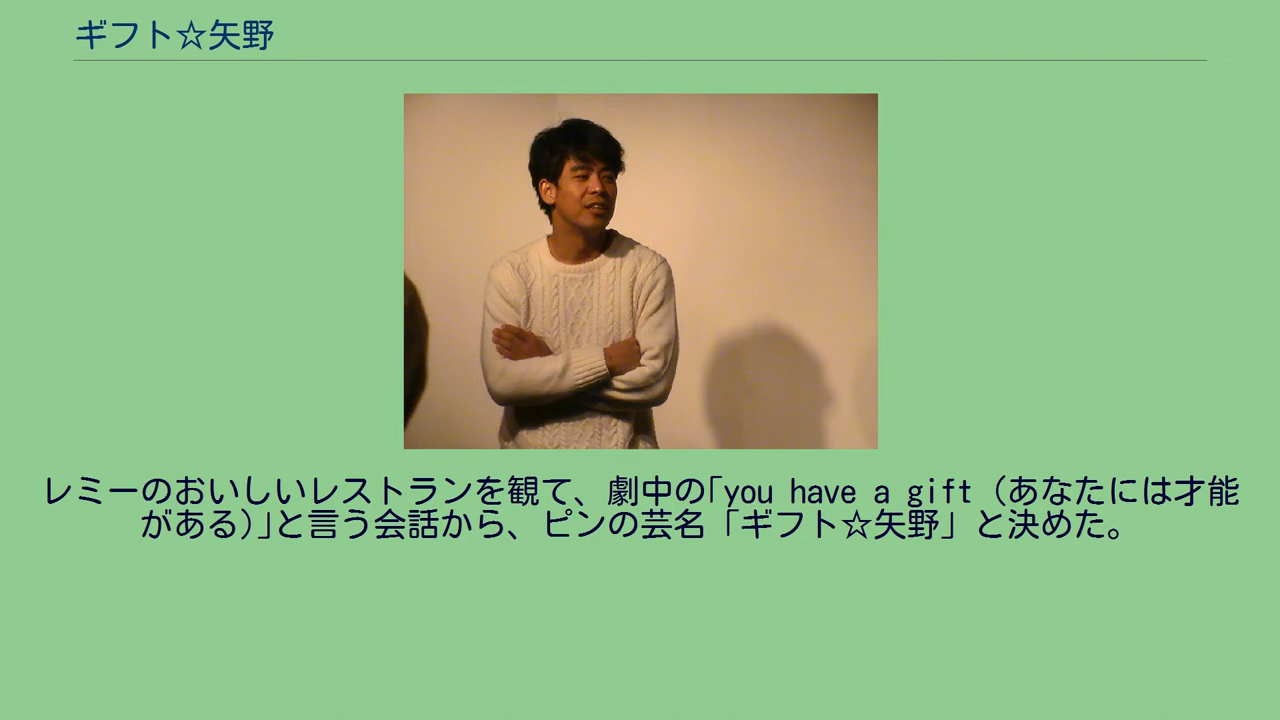 ギフト☆矢野
レミーのおいしいレストランを観て、劇中の｢you have a gift (あなたには才能
がある)｣と言う会話から、ピンの芸名「ギフト☆矢野」と決めた。